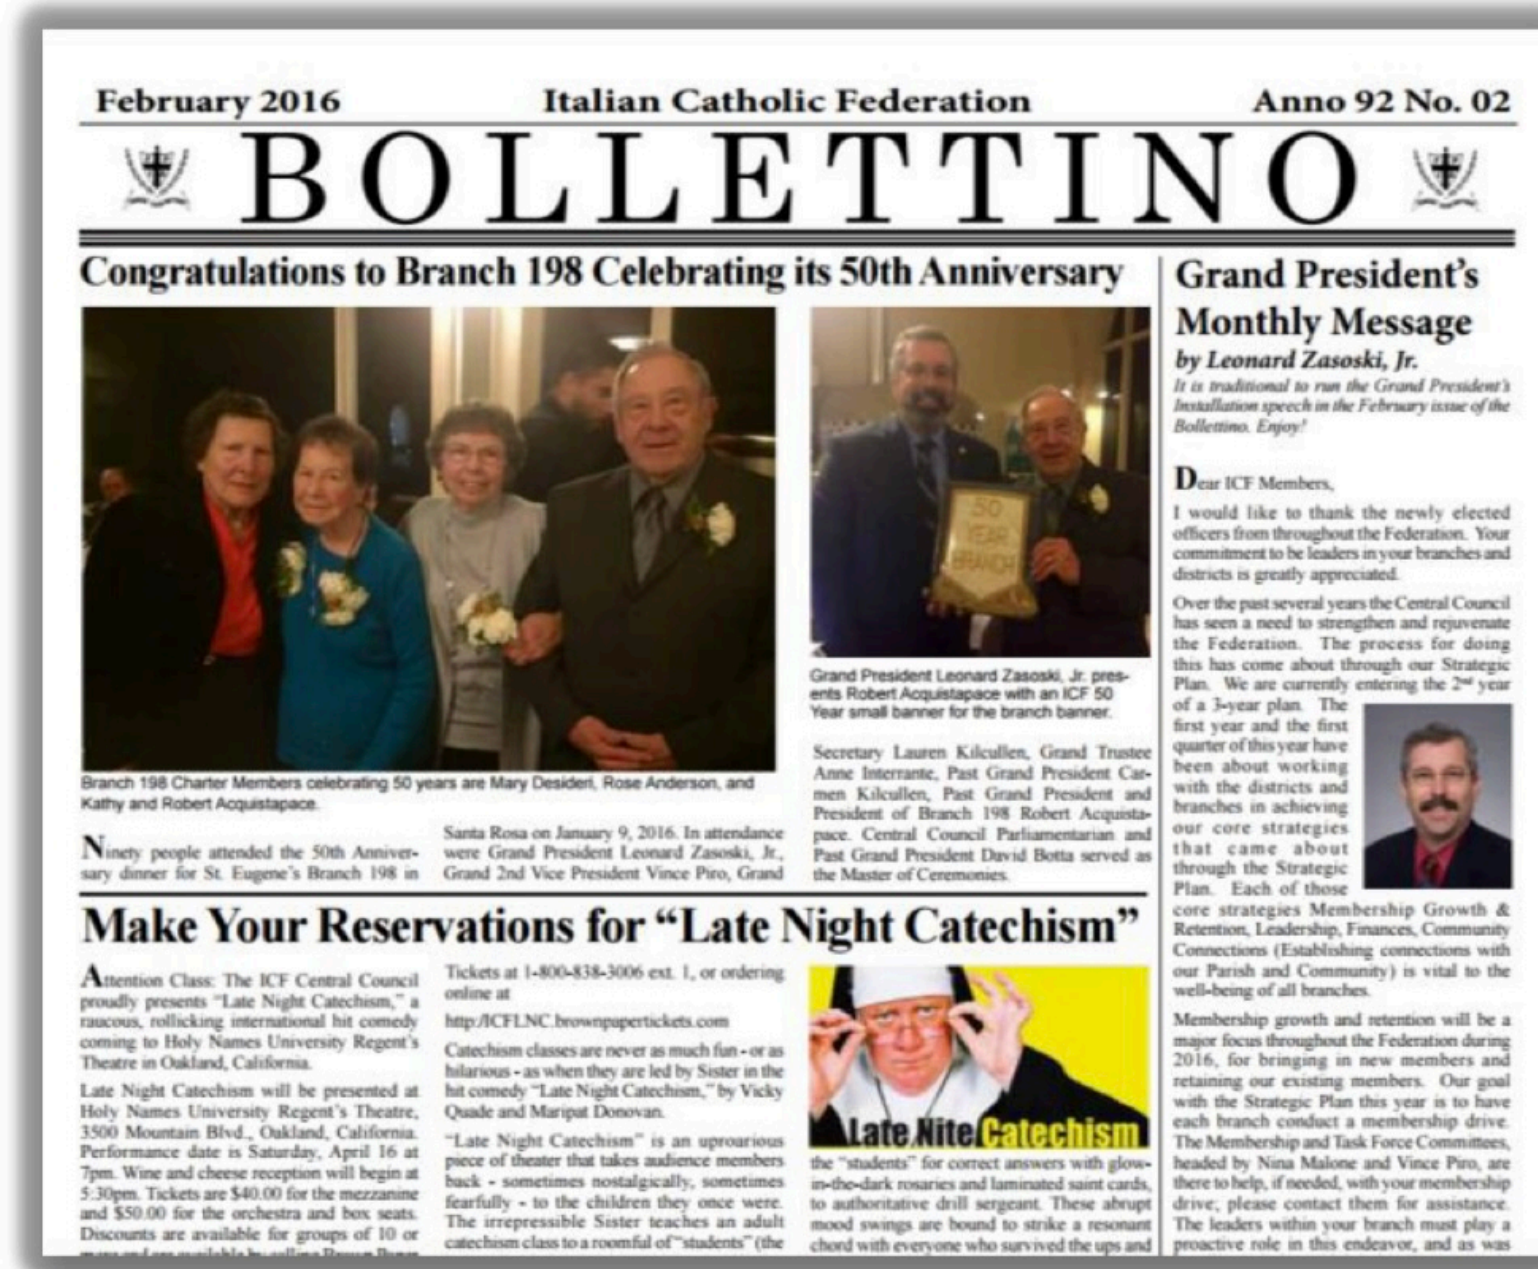 February 2016
Italian Catholic Federation
Anno 92 No. 02
BOLLETTINO
Congratulations to Branch 198 Celebrating its 50th Anniversary
50
YEAR
BRANCH
Branch 198 Charter Members celebrating 50 years are Mary Desideri, Rose Anderson, and
Kathy and Robert Acquistapace.
Grand President Leonard Zasoski, Jr. pres-
ents Robert Acquistapace with an ICF 50
Year small banner for the branch banner.
Ninety people attended the 50th Anniver-
sary dinner for St. Eugene's Branch 198 in
Santa Rosa on January 9, 2016. In attendance
were Grand President Leonard Zasoski, Jr.,
Grand 2nd Vice President Vince Piro, Grand
Secretary Lauren Kilcullen, Grand Trustee
Anne Interrante, Past Grand President Car-
men Kilcullen, Past Grand President and
President of Branch 198 Robert Acquista-
pace. Central Council Parliamentarian and
Past Grand President David Botta served as
the Master of Ceremonies.
Make Your Reservations for “Late Night Catechism”
Attention Class: The ICF Central Council
proudly presents “Late Night Catechism,” a
raucous, rollicking international hit comedy
coming to Holy Names University Regent's
Theatre in Oakland, California.
Late Night Catechism will be presented at
Holy Names University Regent's Theatre,
3500 Mountain Blvd., Oakland, California.
Performance date is Saturday, April 16 at
7pm. Wine and cheese reception will begin at
5:30pm. Tickets are $40.00 for the mezzanine
and $50.00 for the orchestra and box seats.
Discounts are available for groups of 10 or
Tickets at 1-800-838-3006 ext. 1, or ordering
online at
http:/ICFLNC.brownpapertickets.com
Catechism classes are never as much fun - or as
hilarious - as when they are led by Sister in the
hit comedy “Late Night Catechism,” by Vicky
Quade and Maripat Donovan.
“Late Night Catechism” is an uproarious
piece of theater that takes audience members
back - sometimes nostalgically, sometimes
fearfully - to the children they once were.
The irrepressible Sister teaches an adult
catechism class to a roomful of “students” (the
Late Nite Catechism
the “students” for correct answers with glow-
in-the-dark rosaries and laminated saint cards,
to authoritative drill sergeant. These abrupt
mood swings are bound to strike a resonant
chord with everyone who survived the ups and
Grand President's
Monthly Message
by Leonard Zasoski, Jr.
It is traditional to run the Grand President's
Installation speech in the February issue of the
Bollettino. Enjoy!
Dear ICF Members,
I would like to thank the newly elected
officers from throughout the Federation. Your
commitment to be leaders in your branches and
districts is greatly appreciated.
Over the past several years the Central Council
has seen a need to strengthen and rejuvenate
the Federation. The process for doing
this has come about through our Strategic
Plan. We are currently entering the 2nd year
of a 3-year plan. The
first year and the first
quarter of this year have
been about working
with the districts and
branches in achieving
our core strategies
that came about
through the Strategic
Plan. Each of those
core strategies Membership Growth &
Retention, Leadership, Finances, Community
Connections (Establishing connections with
our Parish and Community) is vital to the
well-being of all branches.
Membership growth and retention will be a
major focus throughout the Federation during
2016, for bringing in new members and
retaining our existing members. Our goal
with the Strategic Plan this year is to have
each branch conduct a membership drive.
The Membership and Task Force Committees,
headed by Nina Malone and Vince Piro, are
there to help, if needed, with your membership
drive; please contact them for assistance.
The leaders within your branch must play a
proactive role in this endeavor, and as was